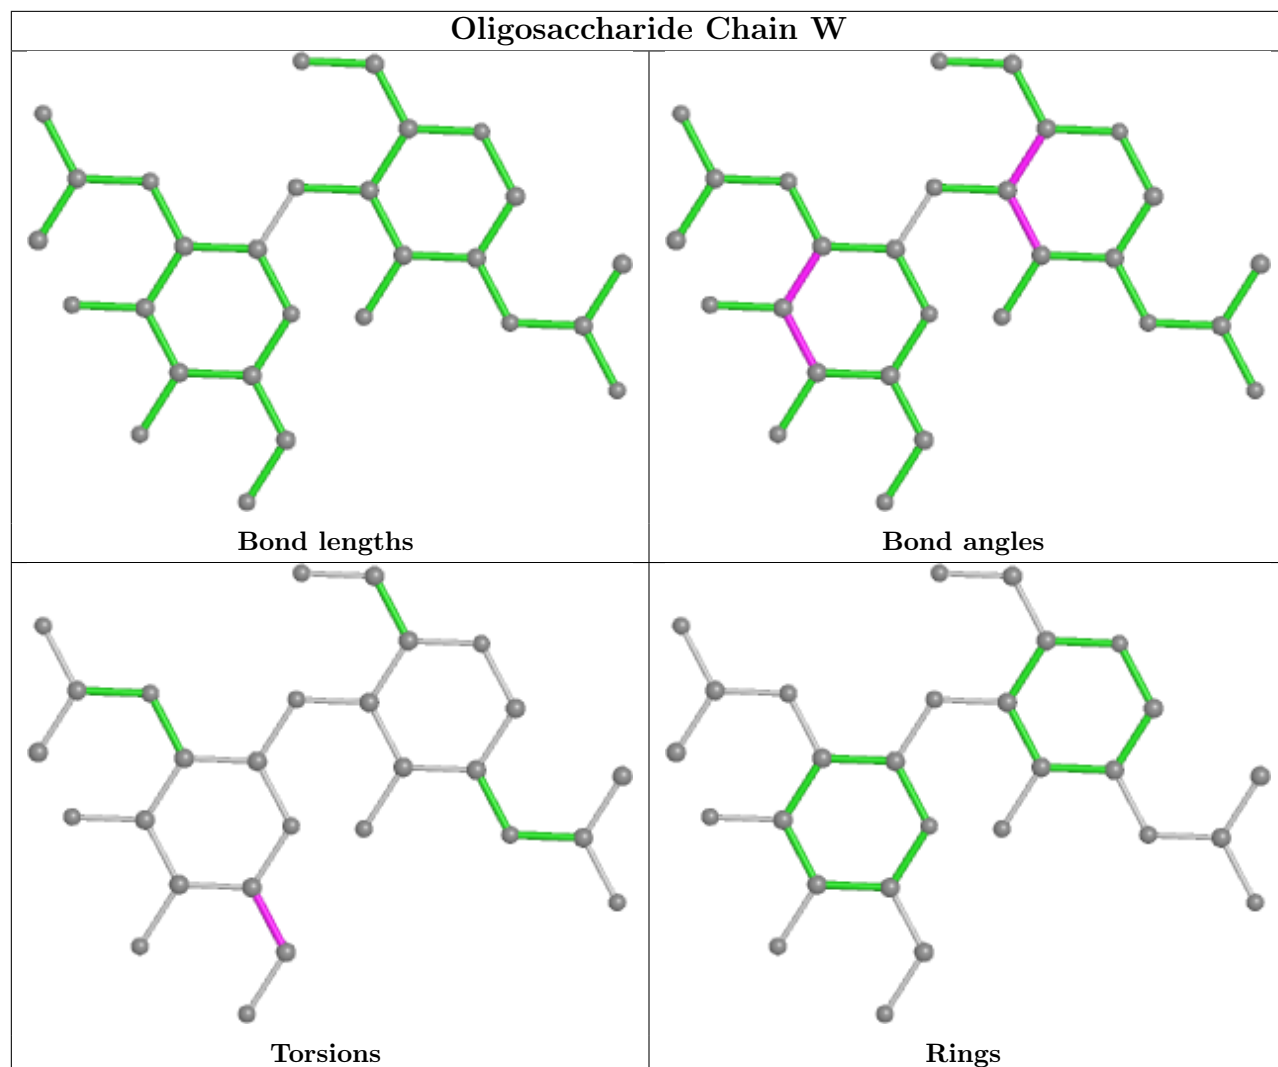 Oligosaccharide Chain W
Bond lengths
Bond angles
Torsions
Rings